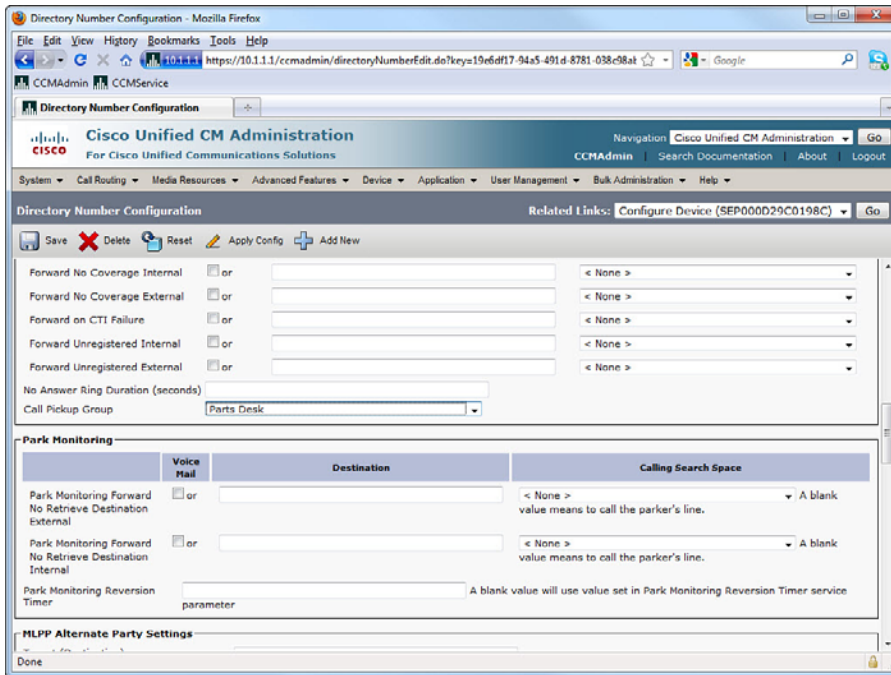 Directory Number Configuration - Mozilla Firefox
File Edit View History Bookmarks Tools Help
10.1.1.1 https://10.1.1.1/ccmadmin/directoryNumberEdit.do?key=19e6df17-94a5-491d-8781-038c98ab Google
CCMAdmin CCMService
Directory Number Configuration
Cisco Unified CM Administration
Navigation Cisco Unified CM Administration Go
CISCO For Cisco Unified Communications Solutions
CCMAdmin | Search Documentation | About | Logout
System Call Routing Media Resources Advanced Features Device Application User Management Bulk Administration Help
Directory Number Configuration Related Links: Configure Device (SEP000D29C0198C) Go
Save Delete Reset Apply Config Add New
Forward No Coverage Internal or < None >
Forward No Coverage External or < None >
Forward on CTI Failure or < None >
Forward Unregistered Internal or < None >
Forward Unregistered External or < None >
No Answer Ring Duration (seconds)
Call Pickup Group Parts Desk
Park Monitoring
Voice Mail Destination Calling Search Space
Park Monitoring Forward No Retrieve Destination External or < None > A blank value means to call the parker's line.
Park Monitoring Forward No Retrieve Destination Internal or < None > A blank value means to call the parker's line.
Park Monitoring Reversion Timer A blank value will use value set in Park Monitoring Reversion Timer service parameter
MLPP Alternate Party Settings
Done